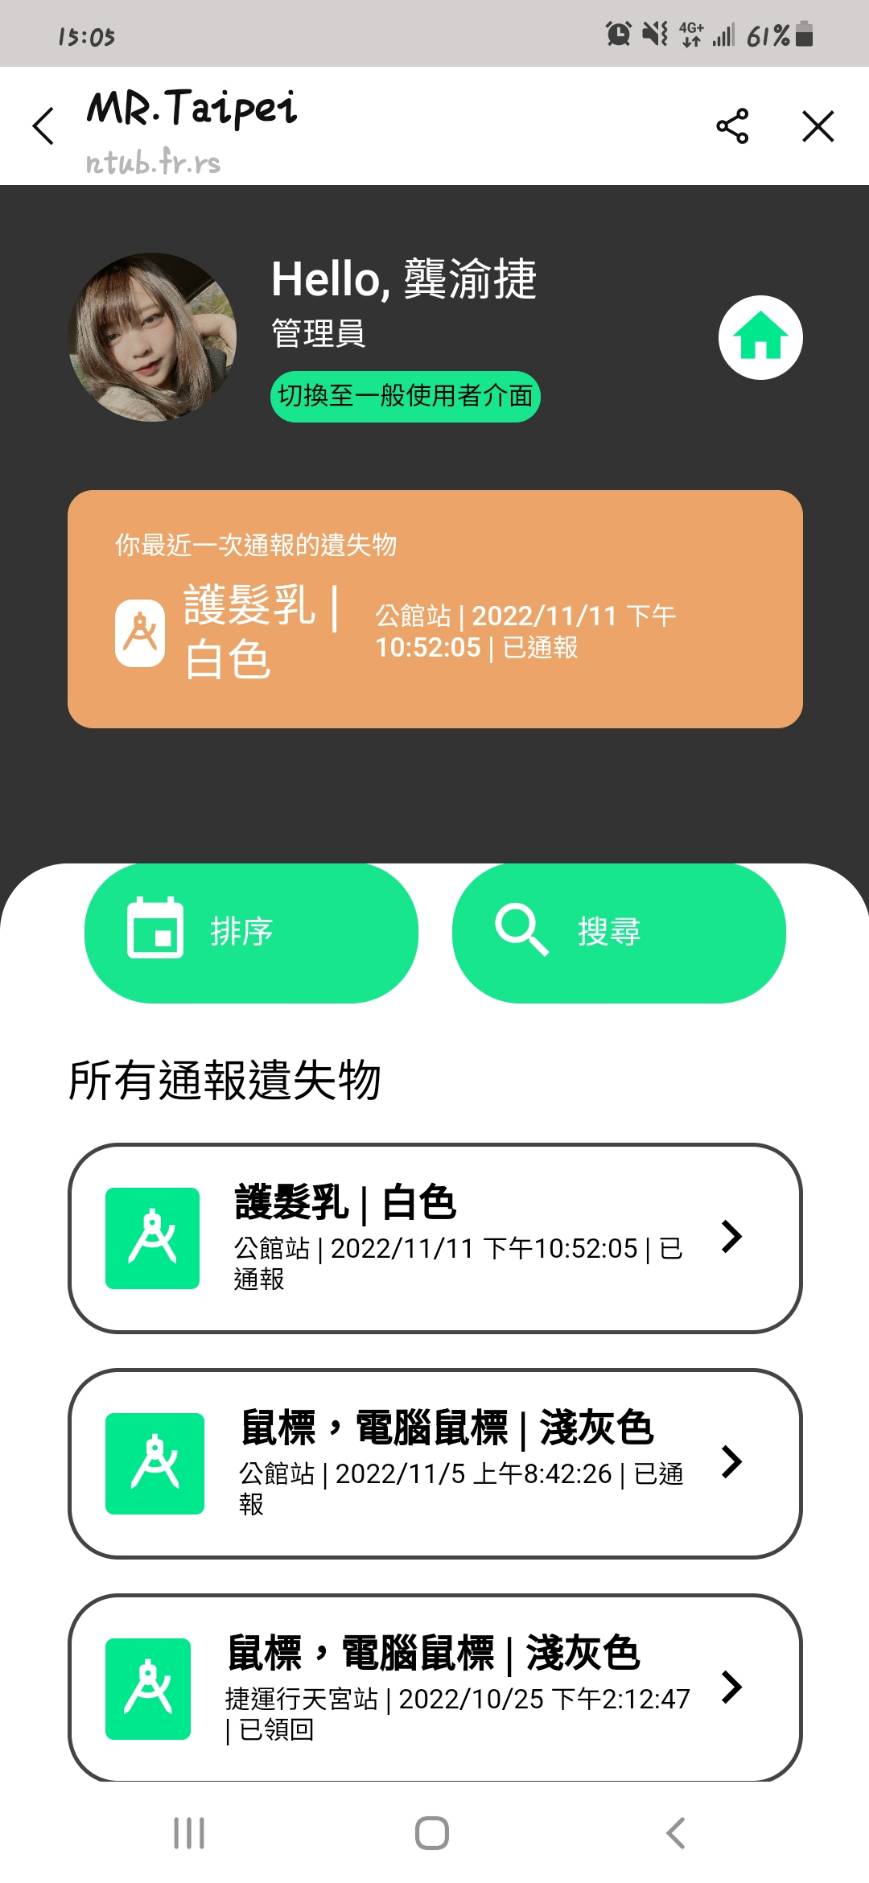 15:05
4G+
61%
MR.Taipei
ntub.fr.rs
Hello, 龔渝捷
管理員
切換至一般使用者介面
你最近一次通報的遺失物
護髮乳 |
白色
公館站 | 2022/11/11 下午
10:52:05 | 已通報
排序
搜尋
所有通報遺失物
護髮乳 | 白色
公館站 | 2022/11/11 下午10:52:05 | 已
通報
鼠標，電腦鼠標 | 淺灰色
公館站 | 2022/11/5 上午8:42:26 | 已通
報
鼠標，電腦鼠標 | 淺灰色
捷運行天宮站 | 2022/10/25 下午2:12:47
| 已領回